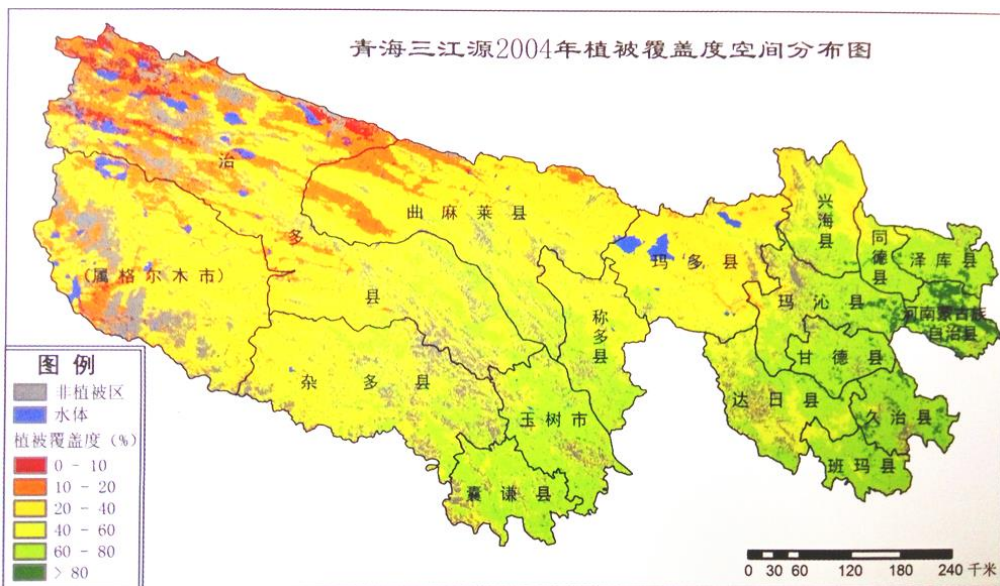 青海三江源2004年植被覆盖度空间分布图
治
多
县
曲麻莱县
(属格尔木市)
杂多县
称多县
玉树市
囊谦县
玛多县
兴海县
同德县
泽库县
河南蒙古族
自治县
玛沁县
甘德县
达日县
久治县
班玛县
图例
非植被区
水体
植被覆盖度 (%)
0 - 10
10 - 20
20 - 40
40 - 60
60 - 80
> 80
0 30 60 120 180 240 千米